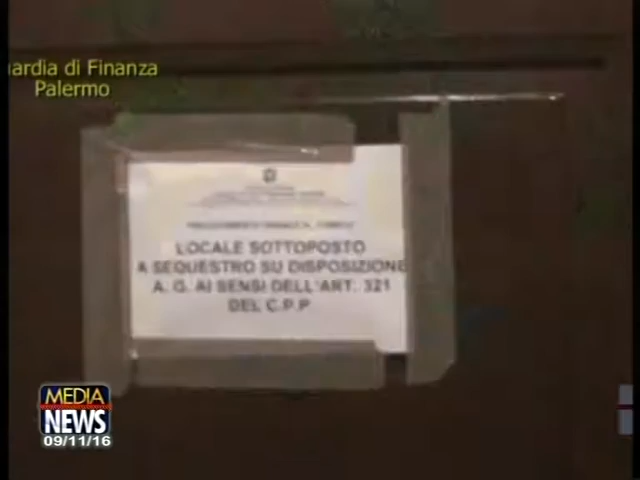 uardia di Finanza
Palermo
LOCALE SOTTOPOSTO
A SEQUESTRO SU DISPOSIZIONE
A. G. AI SENSI DELL'ART. 321
DEL C.P.P
MEDIA
NEWS
09/11/16